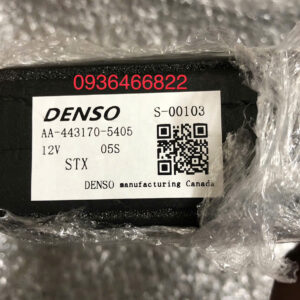 0936466822
DENSO S-00103
AA-443170-5405
12V 05S
STX
DENSO manufacturing Canada